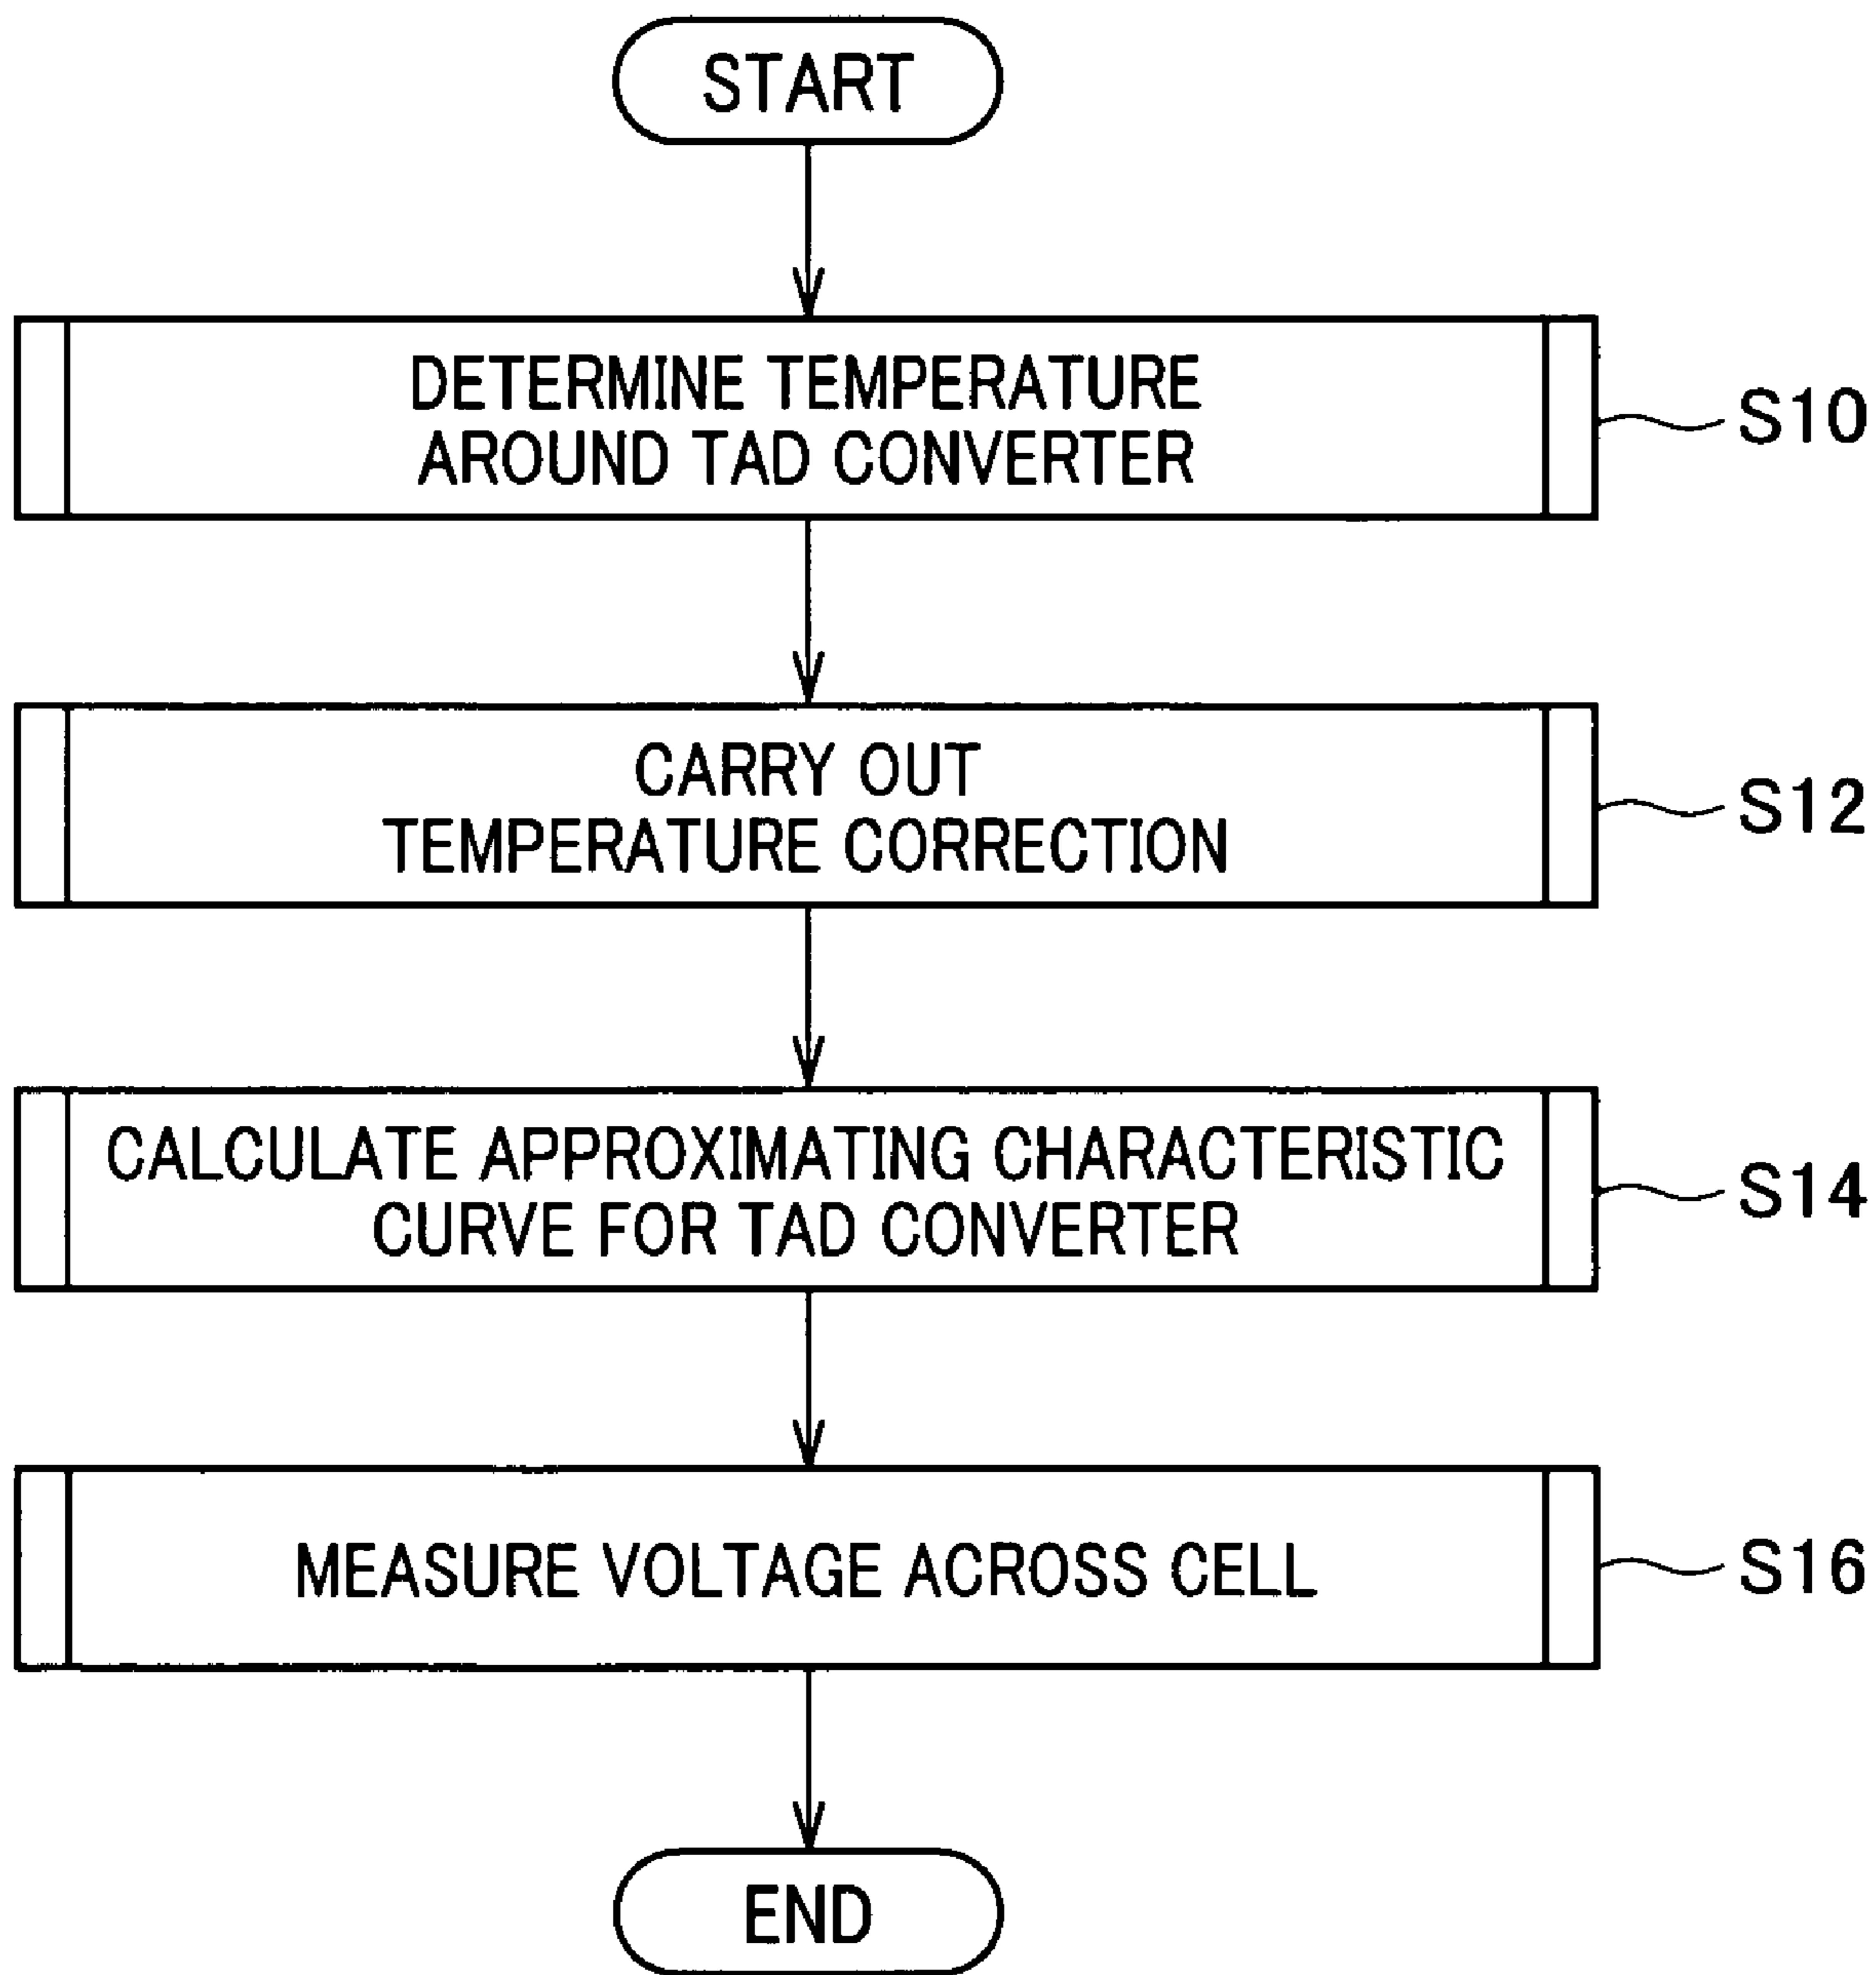 START
DETERMINE TEMPERATURE
AROUND TAD CONVERTER
S10
CARRY OUT
TEMPERATURE CORRECTION
S12
CALCULATE APPROXIMATING CHARACTERISTIC
CURVE FOR TAD CONVERTER
S14
MEASURE VOLTAGE ACROSS CELL
S16
END